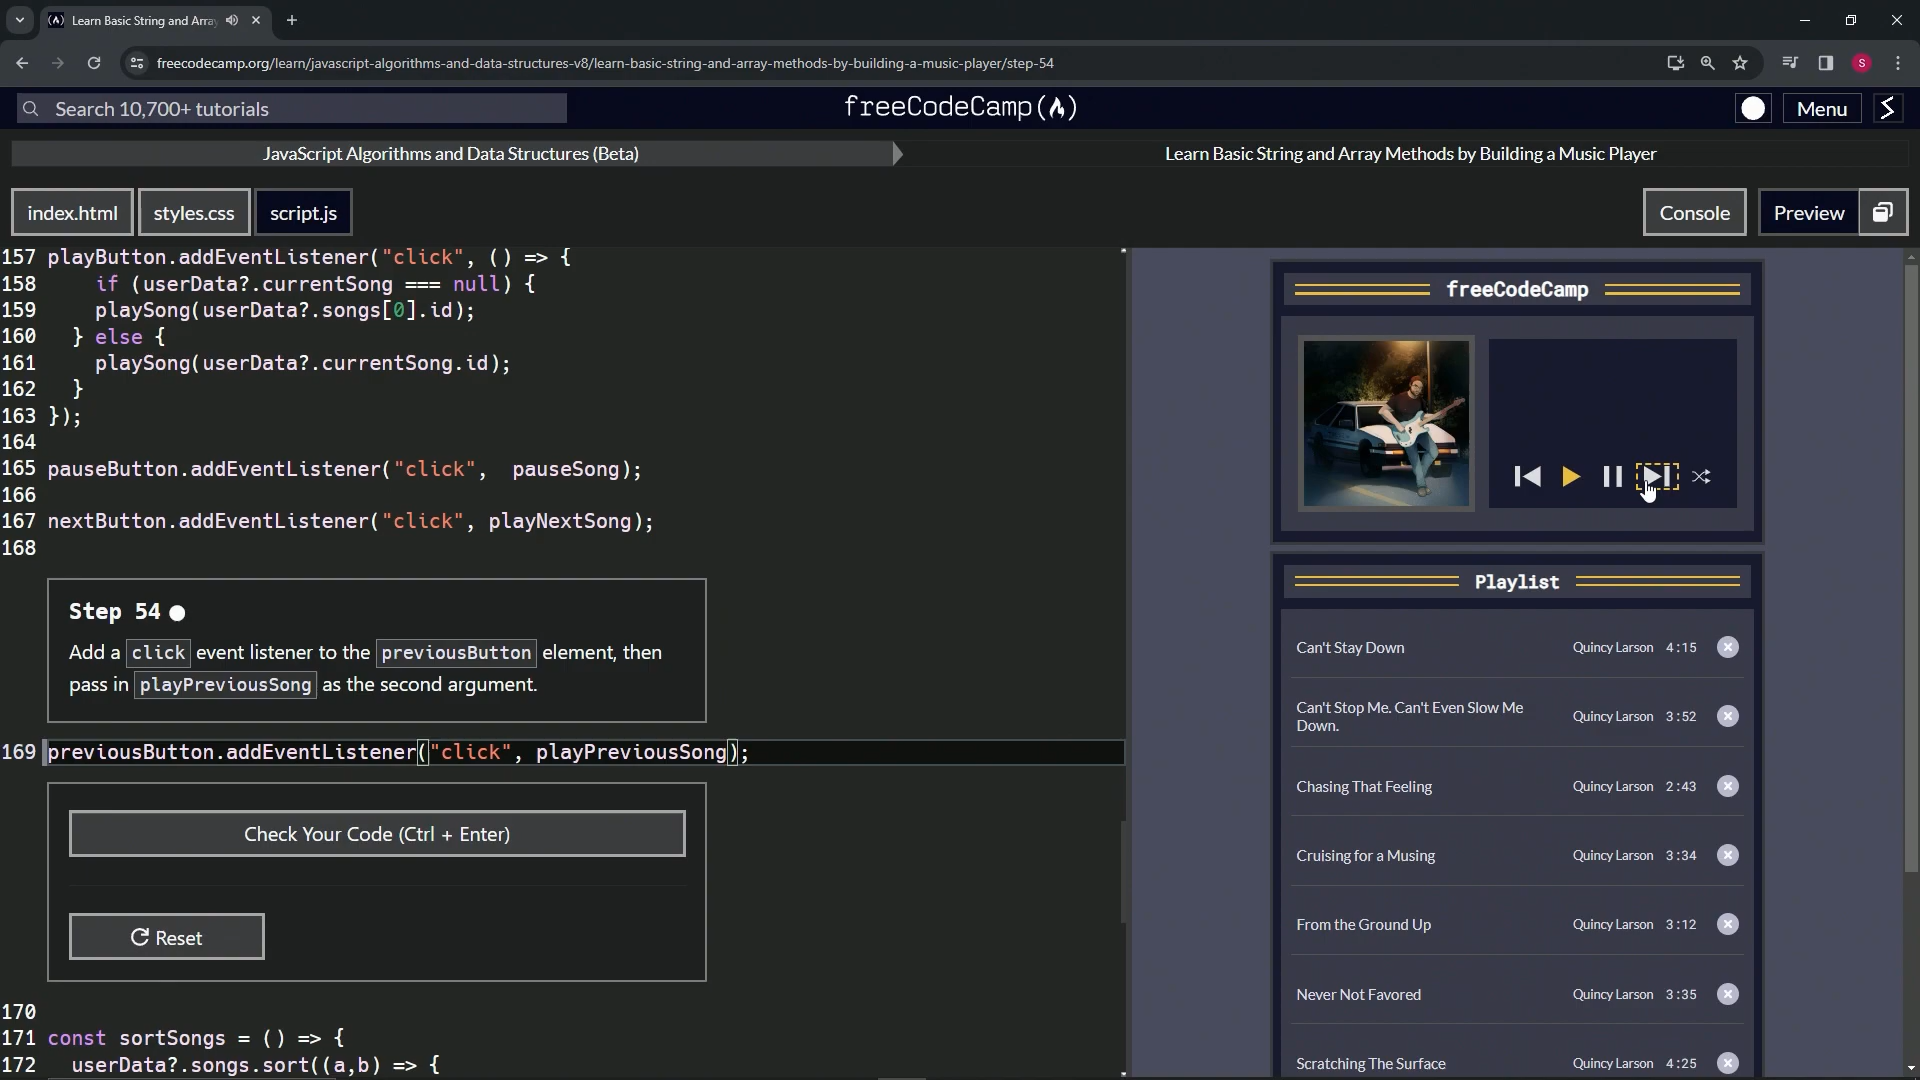 Learn Basic String and Arra
freecodecamp.org/learn/javascript-algorithms-and-data-structures-v8/learn-basic-string-and-array-methods-by-building-a-music-player/step-54
S
Search 10,700+ tutorials
freeCodeCamp(🔥)
Menu
JavaScript Algorithms and Data Structures (Beta)
Learn Basic String and Array Methods by Building a Music Player
index.html
styles.css
script.js
Console
Preview
157 playButton.addEventListener("click", () => {
158     if (userData?.currentSong === null) {
159     playSong(userData?.songs[0].id);
160   } else {
161     playSong(userData?.currentSong.id);
162   }
163 });
164
165 pauseButton.addEventListener("click",  pauseSong);
166
167 nextButton.addEventListener("click", playNextSong);
168
Step 54
Add a click event listener to the previousButton element, then
pass in playPreviousSong as the second argument.
169 previousButton.addEventListener("click", playPreviousSong);
Check Your Code (Ctrl + Enter)
Reset
170
171 const sortSongs = () => {
172   userData?.songs.sort((a,b) => {
freeCodeCamp
Playlist
Can't Stay Down Quincy Larson 4:15
Can't Stop Me. Can't Even Slow Me
Down. Quincy Larson 3:52
Chasing That Feeling Quincy Larson 2:43
Cruising for a Musing Quincy Larson 3:34
From the Ground Up Quincy Larson 3:12
Never Not Favored Quincy Larson 3:35
Scratching The Surface Quincy Larson 4:25